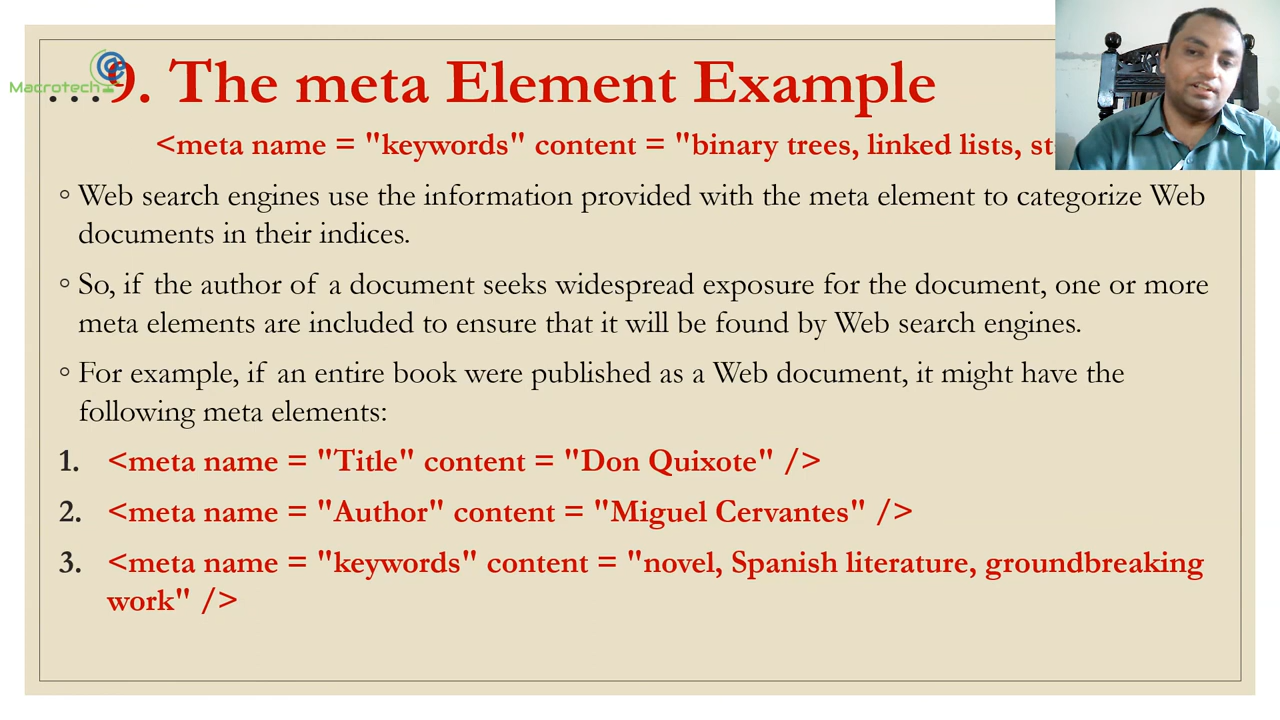 Macrotech
…9. The meta Element Example
<meta name = "keywords" content = "binary trees, linked lists,
◦ Web search engines use the information provided with the meta element to categorize Web
documents in their indices.
◦ So, if the author of a document seeks widespread exposure for the document, one or more
meta elements are included to ensure that it will be found by Web search engines.
◦ For example, if an entire book were published as a Web document, it might have the
following meta elements:
1. <meta name = "Title" content = "Don Quixote" />
2. <meta name = "Author" content = "Miguel Cervantes" />
3. <meta name = "keywords" content = "novel, Spanish literature, groundbreaking
work" />